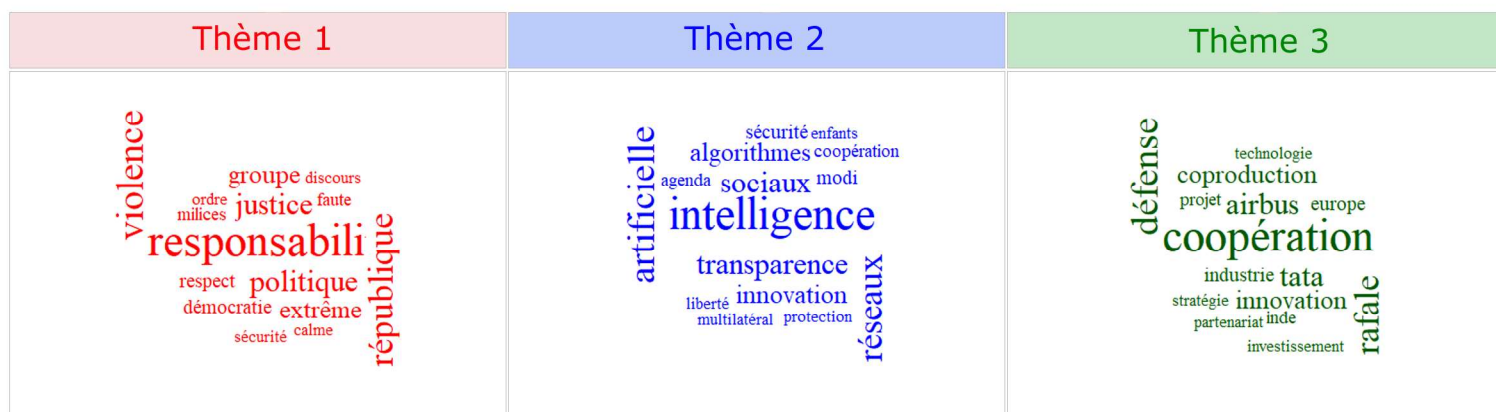 Thème 1
Thème 2
Thème 3
violence
groupe discours
ordre
milices
justice faute
responsabili
république
respect politique
démocratie extrême
sécurité calme
artificielle
sécurité enfants
algorithmes coopération
agenda sociaux modi
intelligence
transparence
liberté innovation
multilatéral protection
réseaux
défense
technologie
coproduction
projet airbus europe
coopération
industrie tata
stratégie innovation
partenariat inde
rafale
investissement